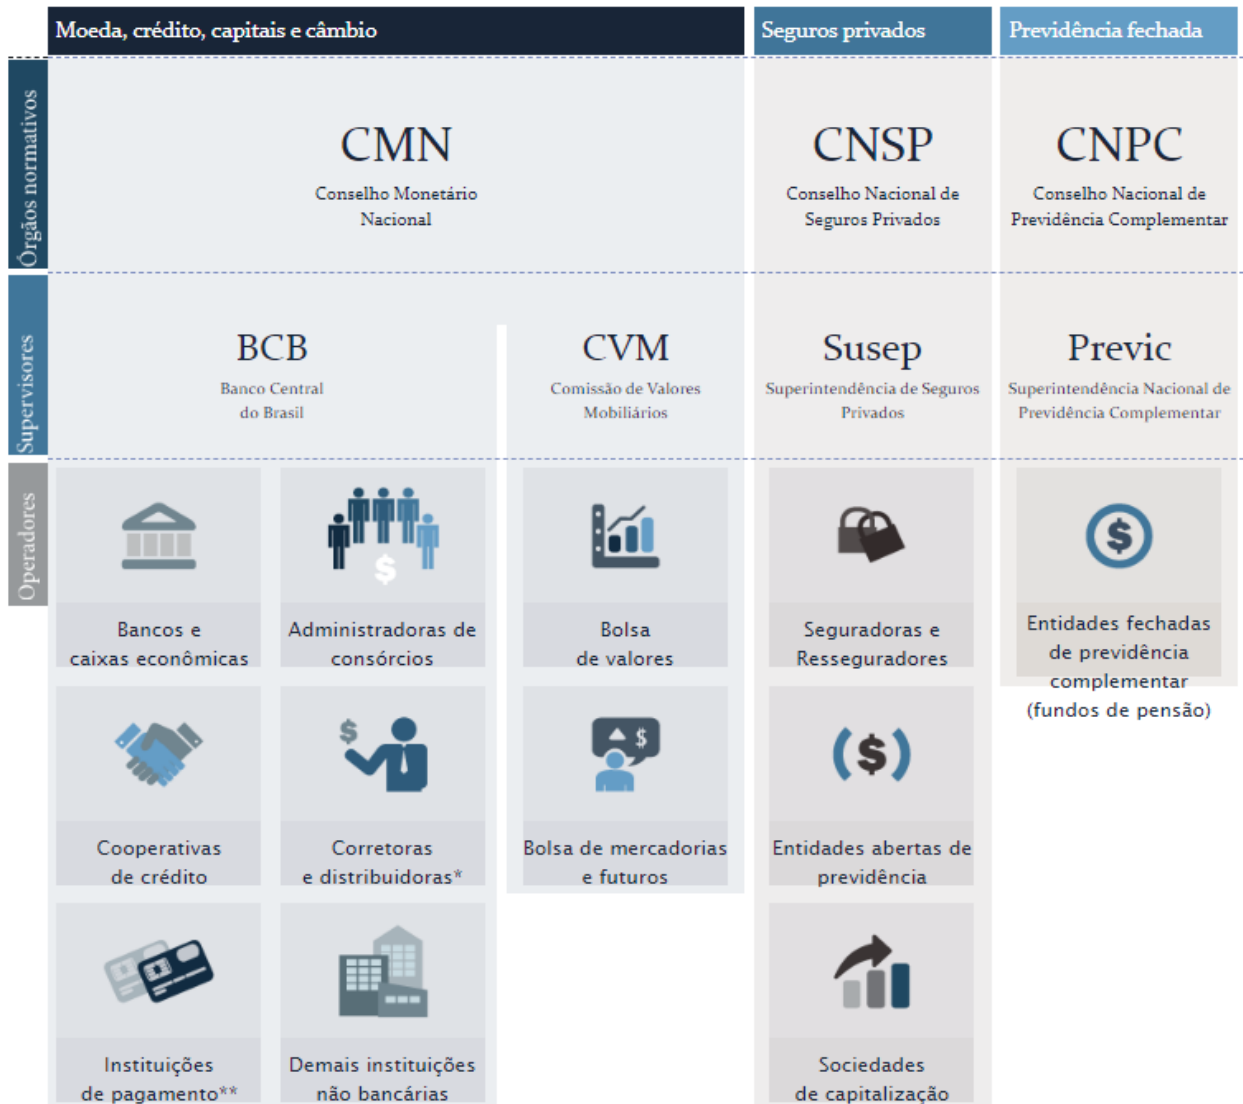 Moeda, crédito, capitais e câmbio
Seguros privados
Previdência fechada
Órgãos normativos
CMN
Conselho Monetário
Nacional
CNSP
Conselho Nacional de
Seguros Privados
CNPC
Conselho Nacional de
Previdência Complementar
Supervisores
BCB
Banco Central
do Brasil
CVM
Comissão de Valores
Mobiliários
Susep
Superintendência de Seguros
Privados
Previc
Superintendência Nacional de
Previdência Complementar
Operadores
$
$
Bancos e
caixas econômicas
Administradoras de
consórcios
Bolsa
de valores
Seguradoras e
Resseguradores
Entidades fechadas
de previdência
complementar
(fundos de pensão)
$
$
($)
Cooperativas
de crédito
Corretoras
e distribuidoras*
Bolsa de mercadorias
e futuros
Entidades abertas de
previdência
Instituições
de pagamento**
Demais instituições
não bancárias
Sociedades
de capitalização